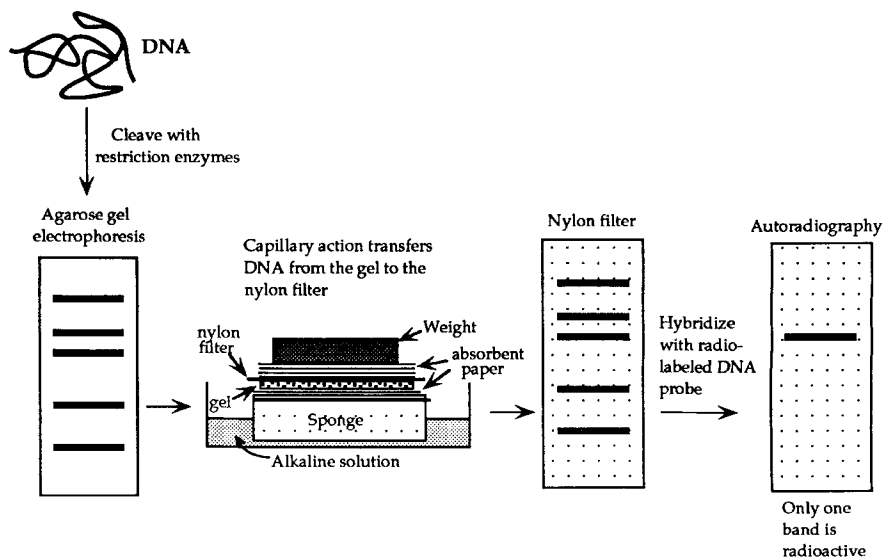 DNA
Cleave with
restriction enzymes
Agarose gel
electrophoresis
Capillary action transfers
DNA from the gel to the
nylon filter
nylon
filter
Weight
absorbent
paper
gel
Sponge
Alkaline solution
Nylon filter
Hybridize
with radio-
labeled DNA
probe
Autoradiography
Only one
band is
radioactive